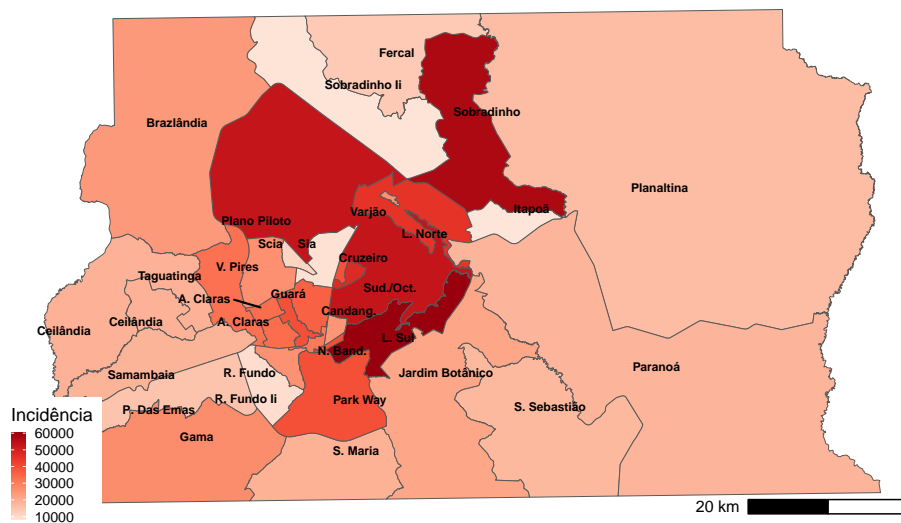 Fercal
Sobradinho Ii
Sobradinho
Brazlândia
Planaltina
Itapoã
Varjão
Plano Piloto
L. Norte
Scia
Sia
Cruzeiro
V. Pires
Taguatinga
Guará
Sud./Oct.
A. Claras
Candang.
A. Claras
Ceilândia
Ceilândia
L. Sul
N. Band.
Paranoá
R. Fundo
Jardim Botânico
Samambaia
R. Fundo Ii
Park Way
P. Das Emas
S. Sebastião
Gama
S. Maria
Incidência
60000
50000
40000
30000
20000
10000
20 km